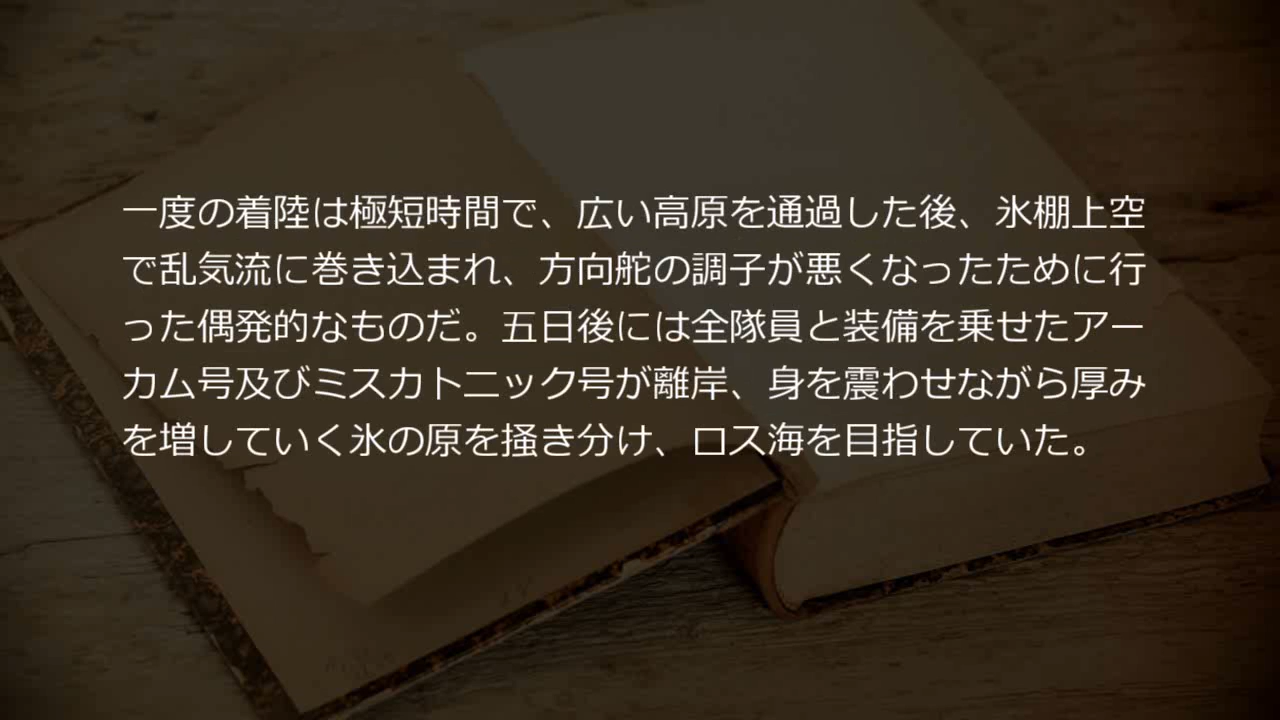 一度の着陸は極短時間で、広い高原を通過した後、氷棚上空
で乱気流に巻き込まれ、方向舵の調子が悪くなったために行
った偶発的なものだ。五日後には全隊員と装備を乗せたアー
カム号及びミスカトニック号が離岸、身を震わせながら厚み
を増していく氷の原を掻き分け、ロス海を目指していた。